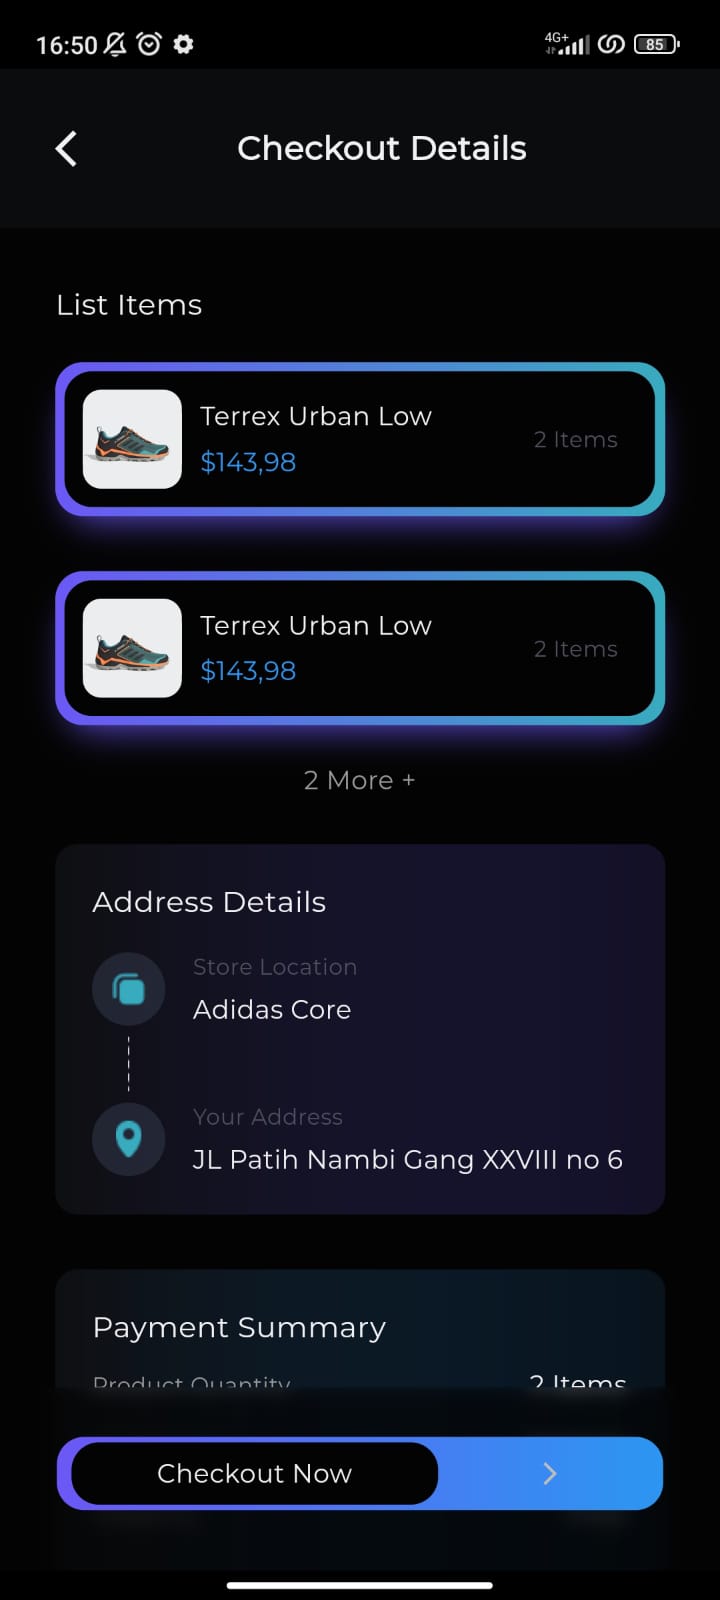 16:50
4G+
85
Checkout Details
List Items
Terrex Urban Low
$143,98
2 Items
Terrex Urban Low
$143,98
2 Items
2 More +
Address Details
Store Location
Adidas Core
Your Address
JL Patih Nambi Gang XXVIII no 6
Payment Summary
Product Quantity
2 Items
Checkout Now